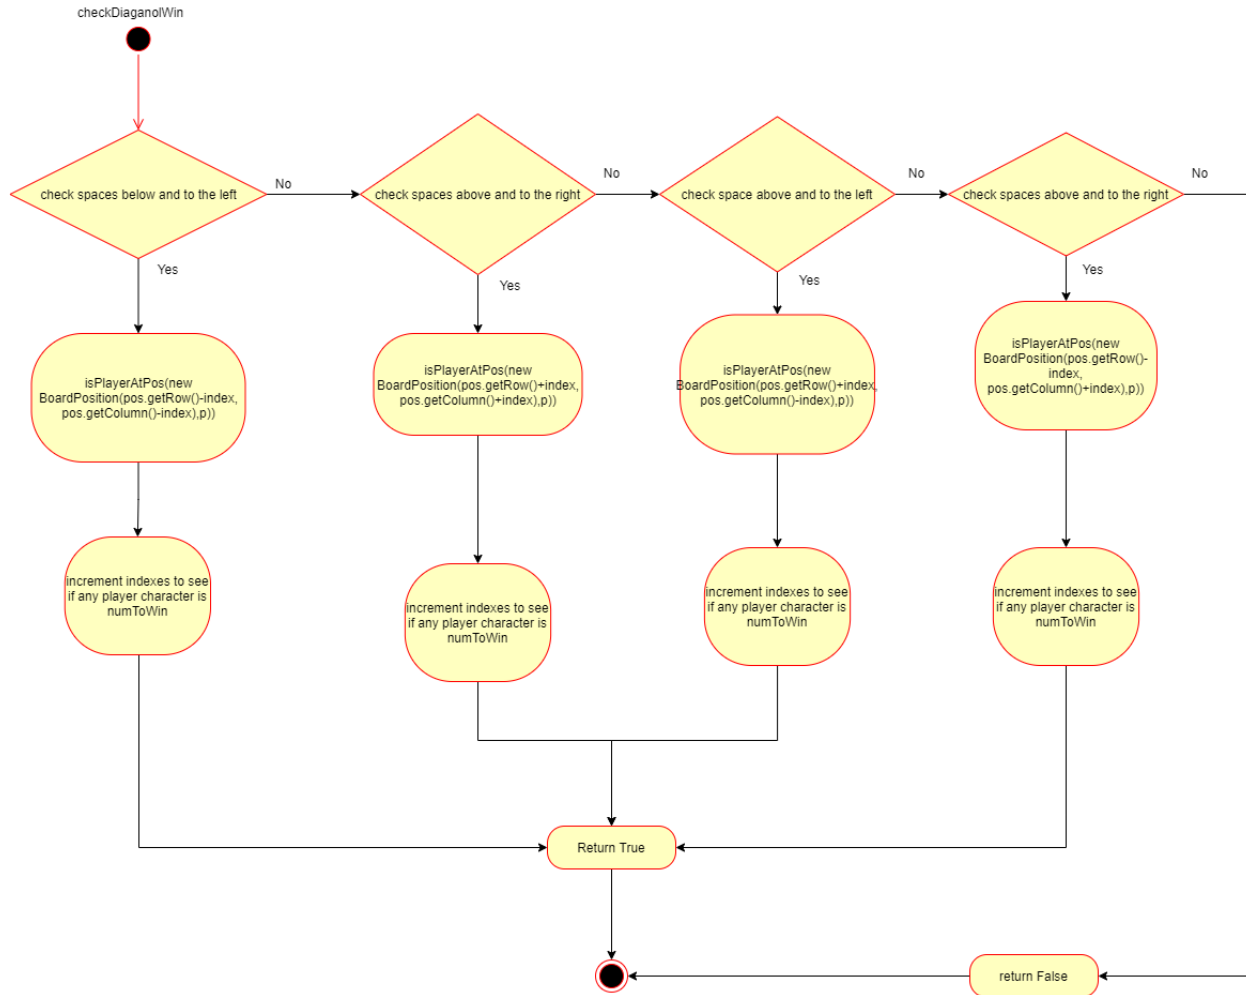 checkDiaganolWin
check spaces below and to the left
No
check spaces above and to the right
No
check space above and to the left
No
check spaces above and to the right
No
Yes
Yes
Yes
Yes
isPlayerAtPos(new
BoardPosition(pos.getRow()-index,
pos.getColumn()-index),p))
isPlayerAtPos(new
BoardPosition(pos.getRow()+index,
pos.getColumn()+index),p))
isPlayerAtPos(new
BoardPosition(pos.getRow()+index,
pos.getColumn()-index),p))
isPlayerAtPos(new
BoardPosition(pos.getRow()-
index,
pos.getColumn()+index),p))
increment indexes to see
if any player character is
numToWin
increment indexes to see
if any player character is
numToWin
increment indexes to see
if any player character is
numToWin
increment indexes to see
if any player character is
numToWin
Return True
return False